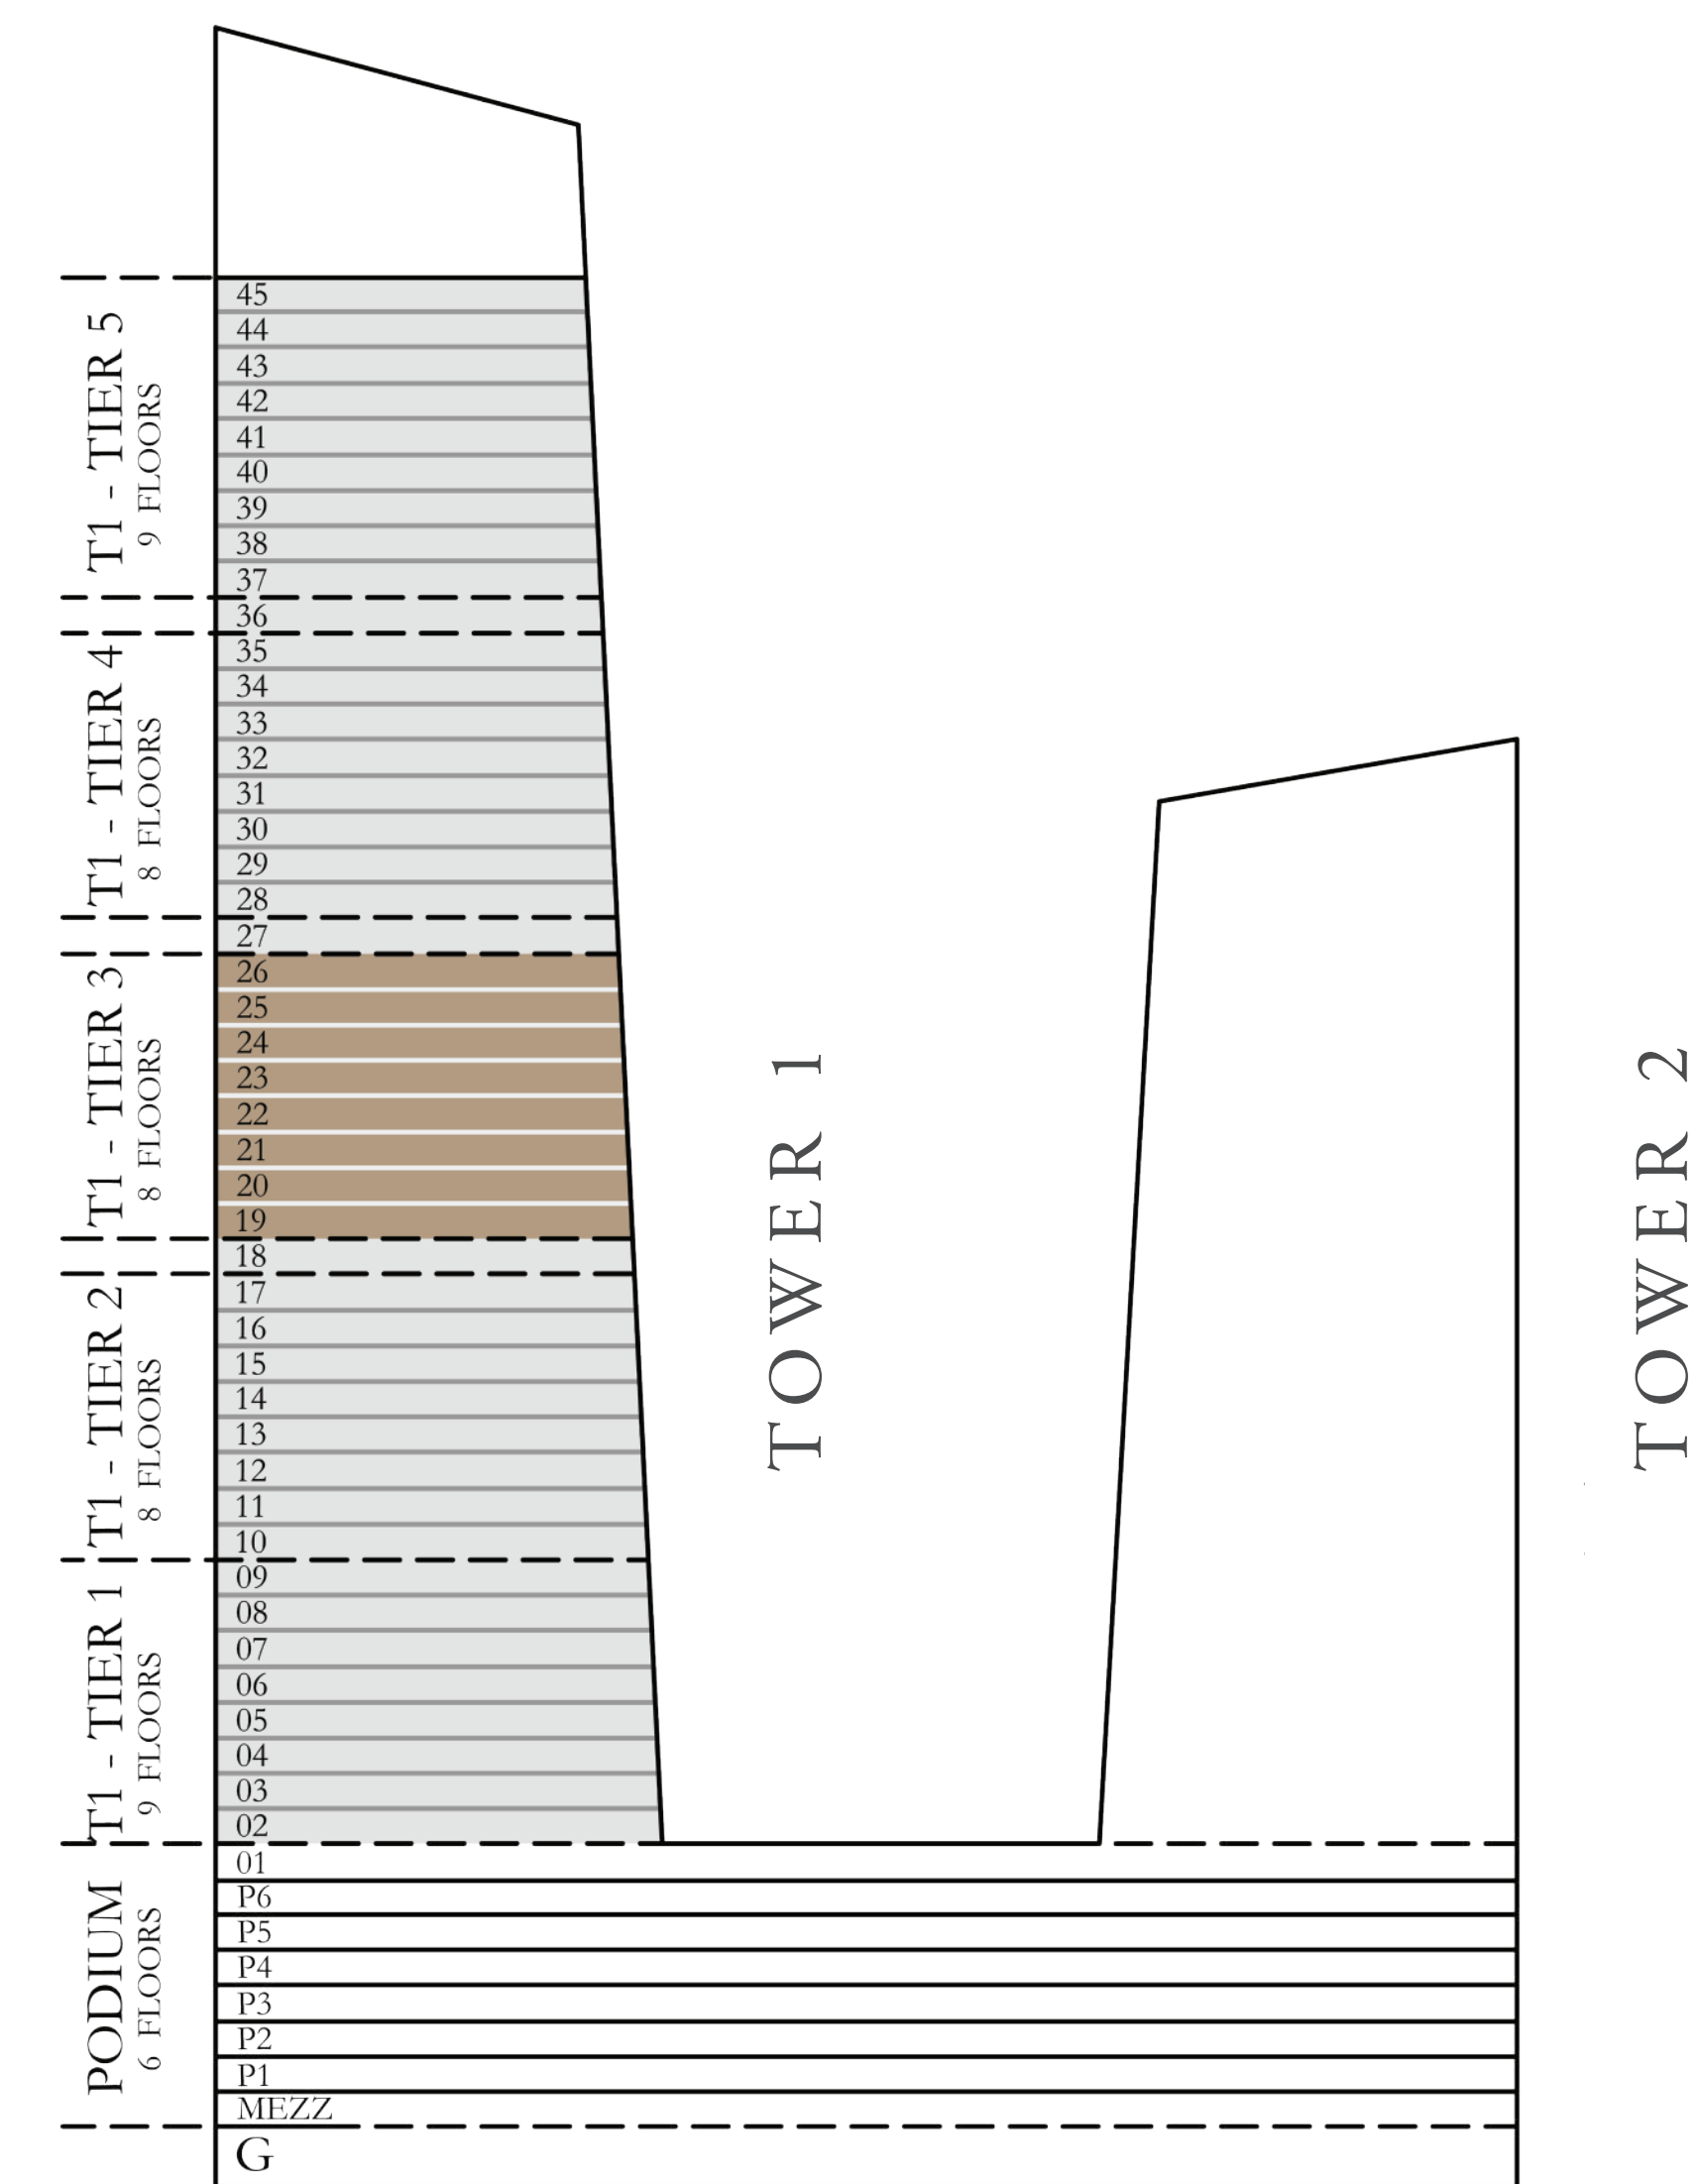 45
44
43
42
41
40
39
38
37
36
35
34
33
32
31
30
29
28
27
26
25
24
23
22
21
20
19
18
17
16
15
14
13
12
11
10
09
08
07
06
05
04
03
02
01
P6
P5
P4
P3
P2
P1
MEZZ
G
T1 - TIER 5
9 FLOORS
T1 - TIER 4
8 FLOORS
T1 - TIER 3
8 FLOORS
T1 - TIER 2
8 FLOORS
T1 - TIER 1
9 FLOORS
PODIUM
6 FLOORS
TOWER 1
TOWER 2